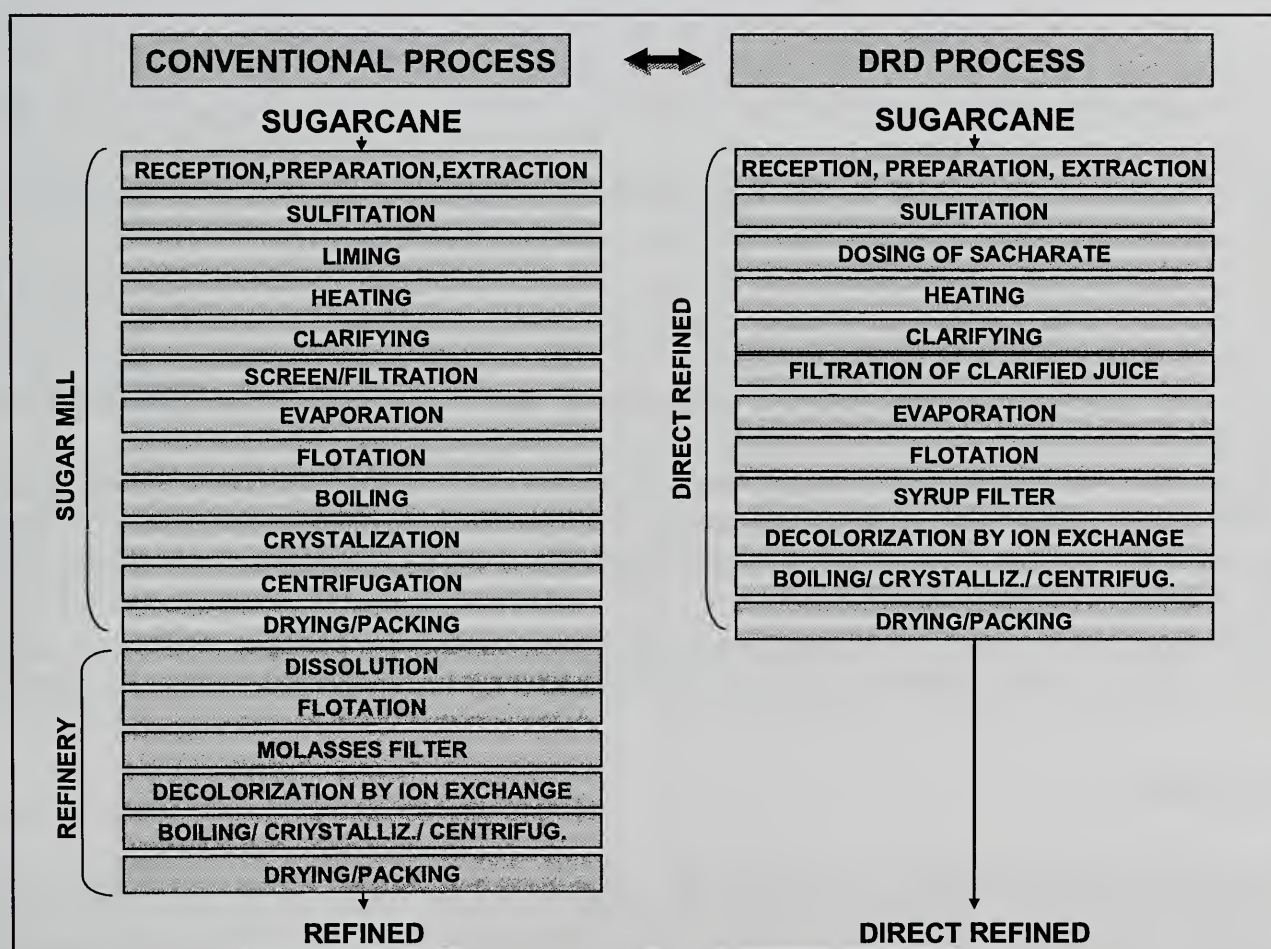 CONVENTIONAL PROCESS
SUGARCANE
SUGAR MILL
RECEPTION,PREPARATION,EXTRACTION
SULFITATION
LIMING
HEATING
CLARIFYING
SCREEN/FILTRATION
EVAPORATION
FLOTATION
BOILING
CRYSTALIZATION
CENTRIFUGATION
DRYING/PACKING
REFINERY
DISSOLUTION
FLOTATION
MOLASSES FILTER
DECOLORIZATION BY ION EXCHANGE
BOILING/ CRIYSTALLIZ./ CENTRIFUG.
DRYING/PACKING
REFINED
DRD PROCESS
SUGARCANE
DIRECT REFINED
RECEPTION, PREPARATION, EXTRACTION
SULFITATION
DOSING OF SACHARATE
HEATING
CLARIFYING
FILTRATION OF CLARIFIED JUICE
EVAPORATION
FLOTATION
SYRUP FILTER
DECOLORIZATION BY ION EXCHANGE
BOILING/ CRYSTALLIZ./ CENTRIFUG.
DRYING/PACKING
DIRECT REFINED